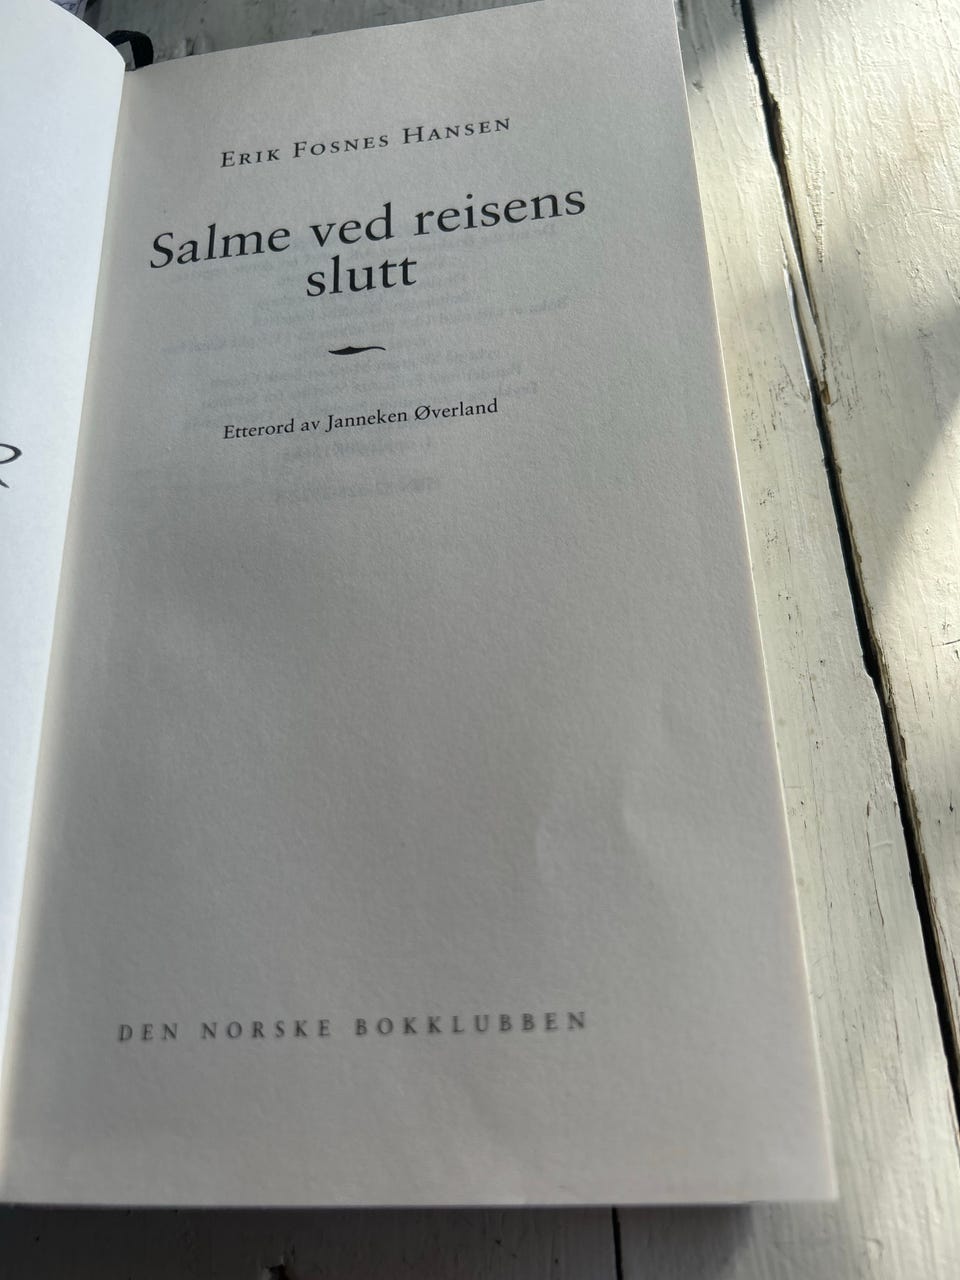 ERIK FOSNES HANSEN
Salme ved reisens
slutt
Etterord av Janneken Øverland
DEN NORSKE BOKKLUBBEN